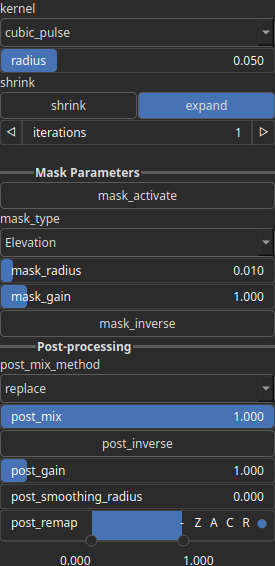 kernel
cubic_pulse
radius 0.050
shrink
shrink expand
iterations 1
Mask Parameters
mask_activate
mask_type
Elevation
mask_radius 0.010
mask_gain 1.000
mask_inverse
Post-processing
post_mix_method
replace
post_mix 1.000
post_inverse
post_gain 1.000
post_smoothing_radius 0.000
post_remap - Z A C R
0.000 1.000